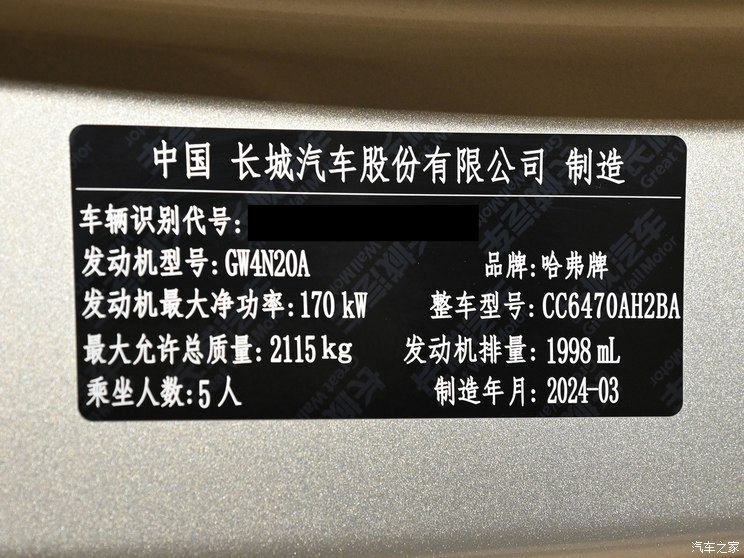 中国 长城汽车股份有限公司 制造
车辆识别代号:
发动机型号: GW4N20A 品牌: 哈弗牌
发动机最大净功率: 170 kW 整车型号: CC6470AH2BA
最大允许总质量: 2115 kg 发动机排量: 1998 mL
乘坐人数: 5 人 制造年月: 2024-03
汽车之家